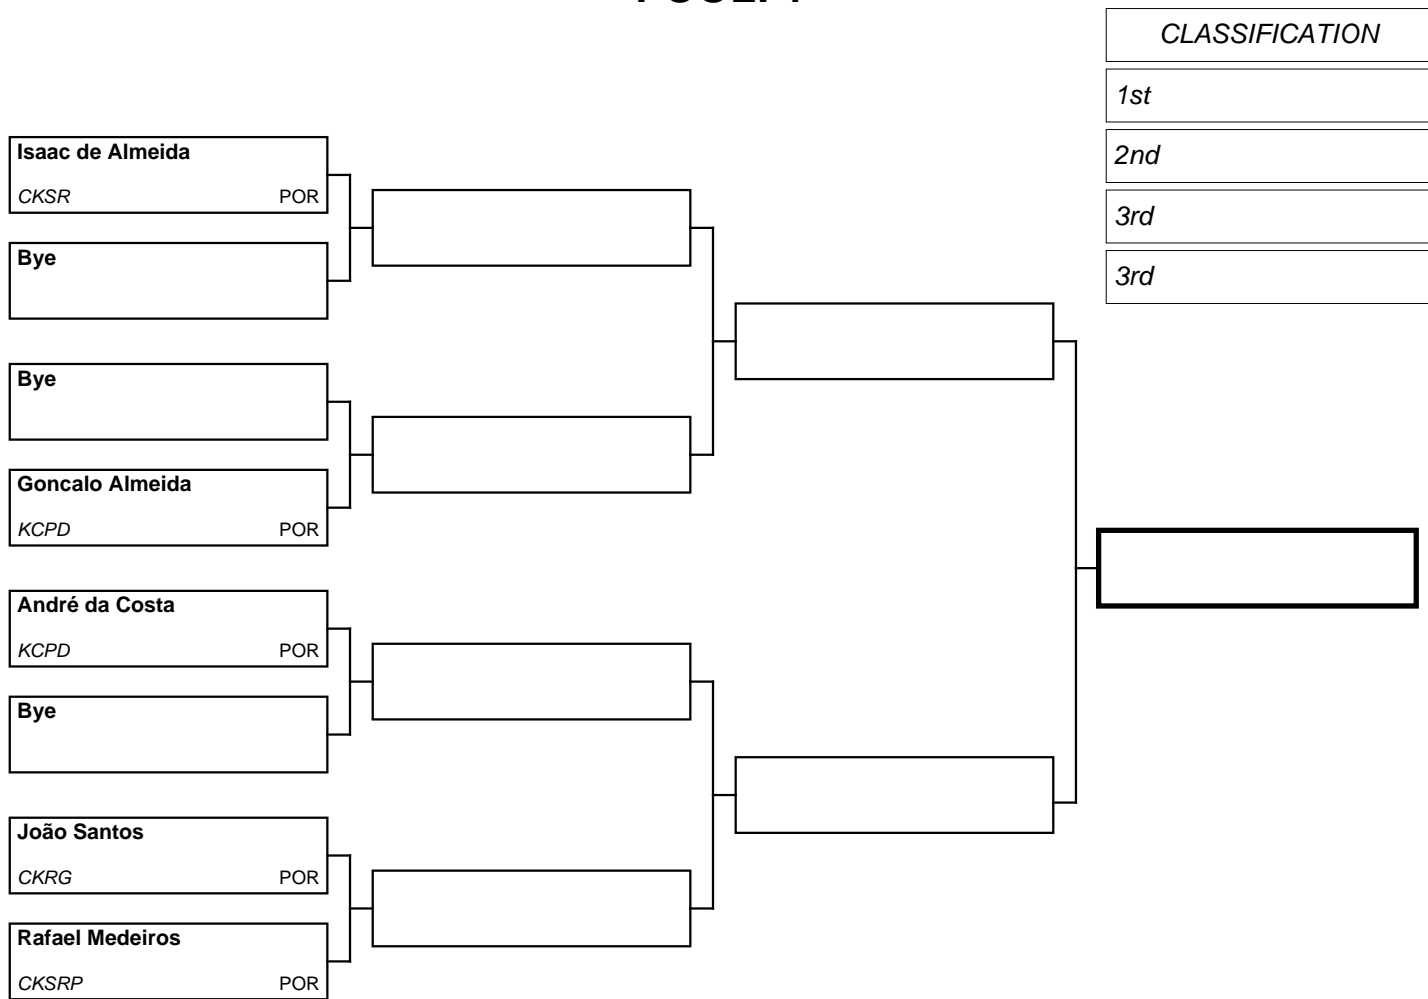 CLASSIFICATION
1st
2nd
3rd
3rd
Isaac de Almeida
CKSR POR
Bye
Bye
Goncalo Almeida
KCPD POR
André da Costa
KCPD POR
Bye
João Santos
CKRG POR
Rafael Medeiros
CKSRP POR